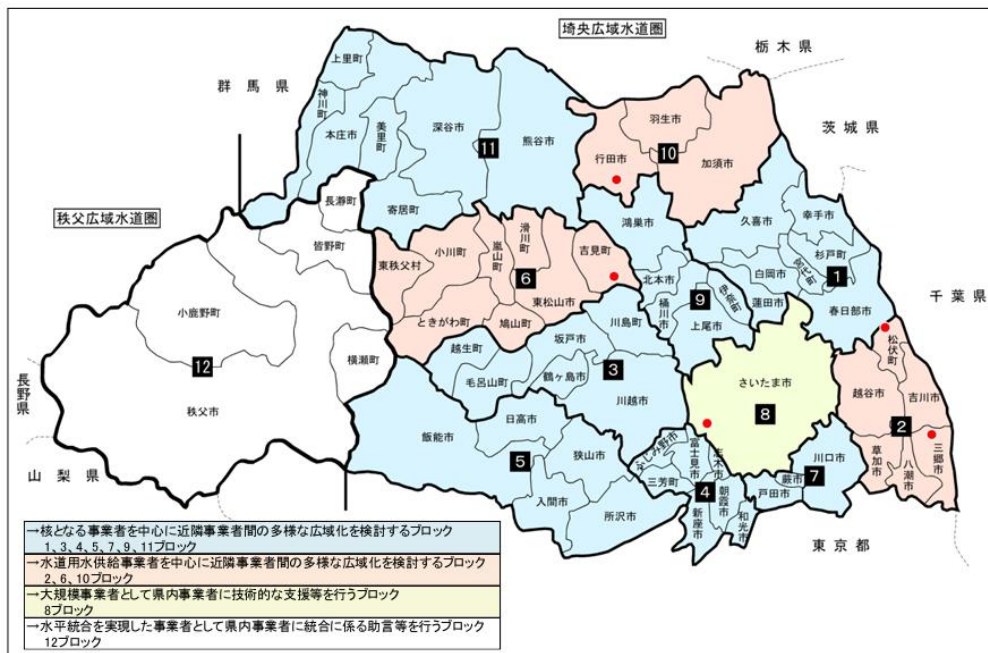 埼央広域水道圏
栃木県
群馬県
茨城県
上里町
神川町
本庄市
美里町
深谷市
熊谷市
11
寄居町
羽生市
行田市
10
加須市
秩父広域水道圏
長瀞町
皆野町
小鹿野町
横瀬町
12
秩父市
東秩父村
小川町
嵐山町
滑川町
吉見町
6
東松山市
ときがわ町
鳩山町
鴻巣市
北本市
桶川市
9
伊奈町
上尾市
久喜市
幸手市
杉戸町
宮代町
1
白岡市
蓮田市
春日部市
千葉県
越生町
毛呂山町
坂戸市
鶴ヶ島市
川島町
3
川越市
さいたま市
8
松伏町
越谷市
吉川市
2
草加市
八潮市
三郷市
長野県
山梨県
飯能市
日高市
5
狭山市
入間市
所沢市
ふじみ野市
富士見市
三芳町
志木市
4
新座市
朝霞市
和光市
川口市
蕨市
7
戸田市
東京都
→核となる事業者を中心に近隣事業者間の多様な広域化を検討するブロック
1、3、4、5、7、9、11ブロック
→水道用水供給事業者を中心に近隣事業者間の多様な広域化を検討するブロック
2、6、10ブロック
→大規模事業者として県内事業者に技術的な支援等を行うブロック
8ブロック
→水平統合を実現した事業者として県内事業者に統合に係る助言等を行うブロック
12ブロック